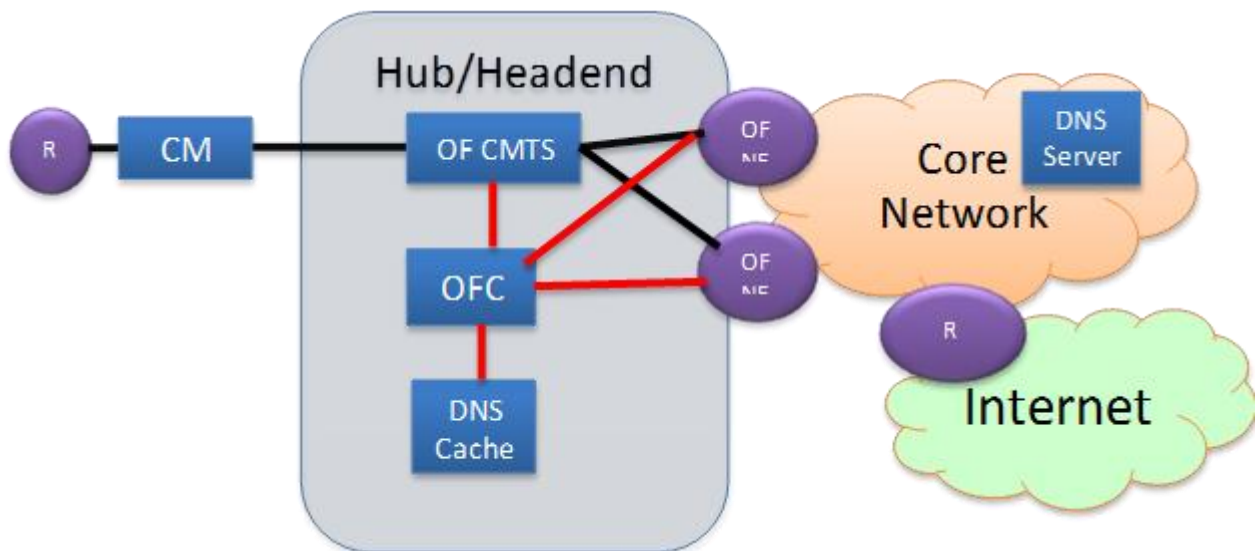 Hub/Headend
R
CM
OF CMTS
OF
OF
Core
Network
DNS
Server
OFC
R
DNS
Cache
Internet